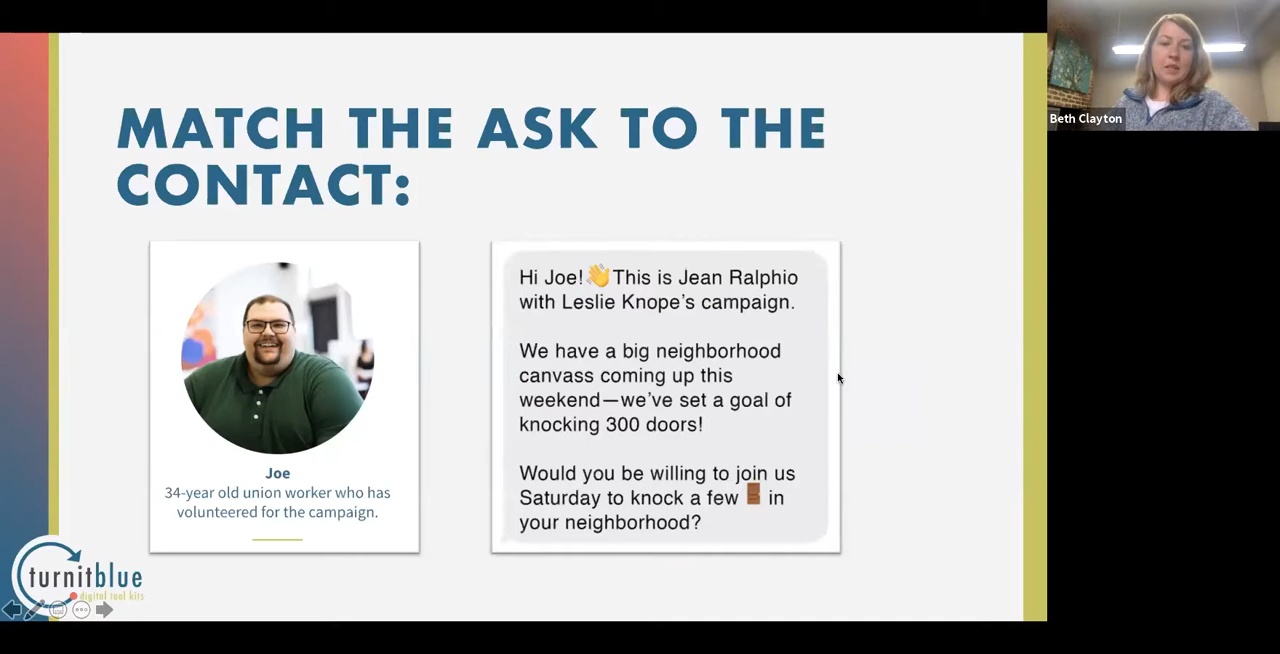 MATCH THE ASK TO THE
CONTACT:
Beth Clayton
Joe
34-year old union worker who has
volunteered for the campaign.
Hi Joe!👋This is Jean Ralphio
with Leslie Knope’s campaign.
We have a big neighborhood
canvass coming up this
weekend—we’ve set a goal of
knocking 300 doors!
Would you be willing to join us
Saturday to knock a few 🚪 in
your neighborhood?
turnitblue
digital tool kits